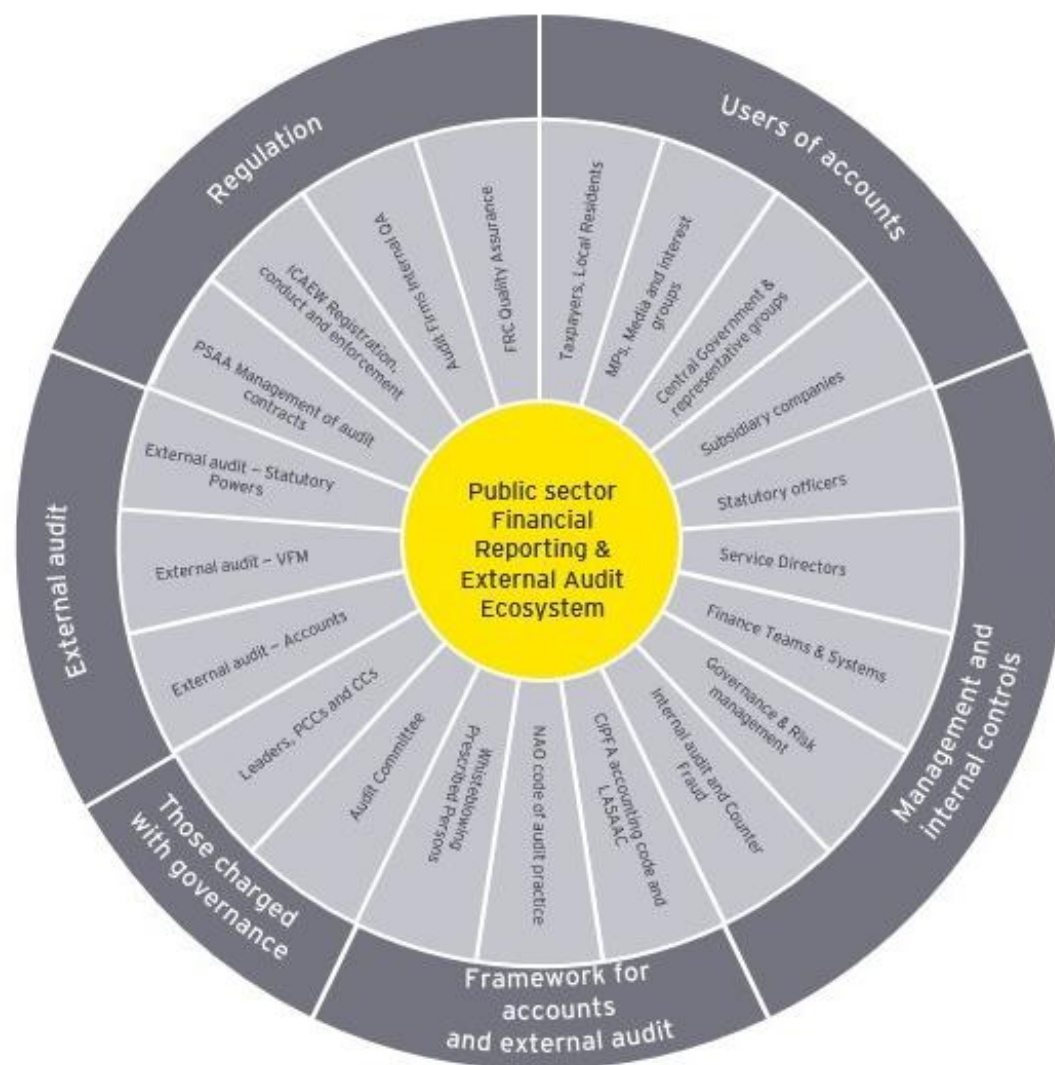 Public sector
Financial
Reporting &
External Audit
Ecosystem
Users of accounts
Taxpayers, Local Residents
MPs, Media and interest
groups
Central Government &
representative groups
Subsidiary companies
Management and
internal controls
Statutory officers
Service Directors
Finance Teams & Systems
Governance & Risk
management
Internal audit and Counter
Fraud
Framework for
accounts
and external audit
CIPFA accounting code and
LASAAC
NAO code of audit practice
Whisteblowing
Prescribed Persons
Those charged
with governance
Audit Committee
Leaders, PCCs and CCs
External audit
External audit – Accounts
External audit – VFM
External audit – Statutory
Powers
Regulation
PSAA Management of audit
contracts
ICAEW Registration,
conduct and enforcement
Audit Firms Internal QA
FRC Quality Assurance